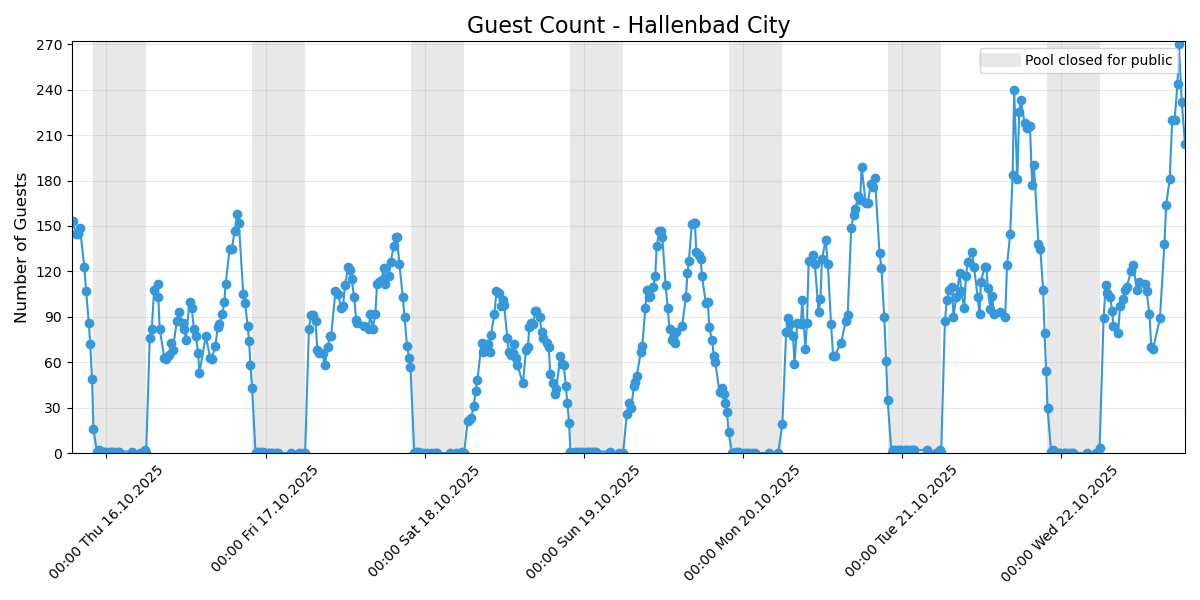 Guest Count - Hallenbad City
Pool closed for public
Number of Guests
270
240
210
180
150
120
90
60
30
0
00:00 Thu 16.10.2025
00:00 Fri 17.10.2025
00:00 Sat 18.10.2025
00:00 Sun 19.10.2025
00:00 Mon 20.10.2025
00:00 Tue 21.10.2025
00:00 Wed 22.10.2025